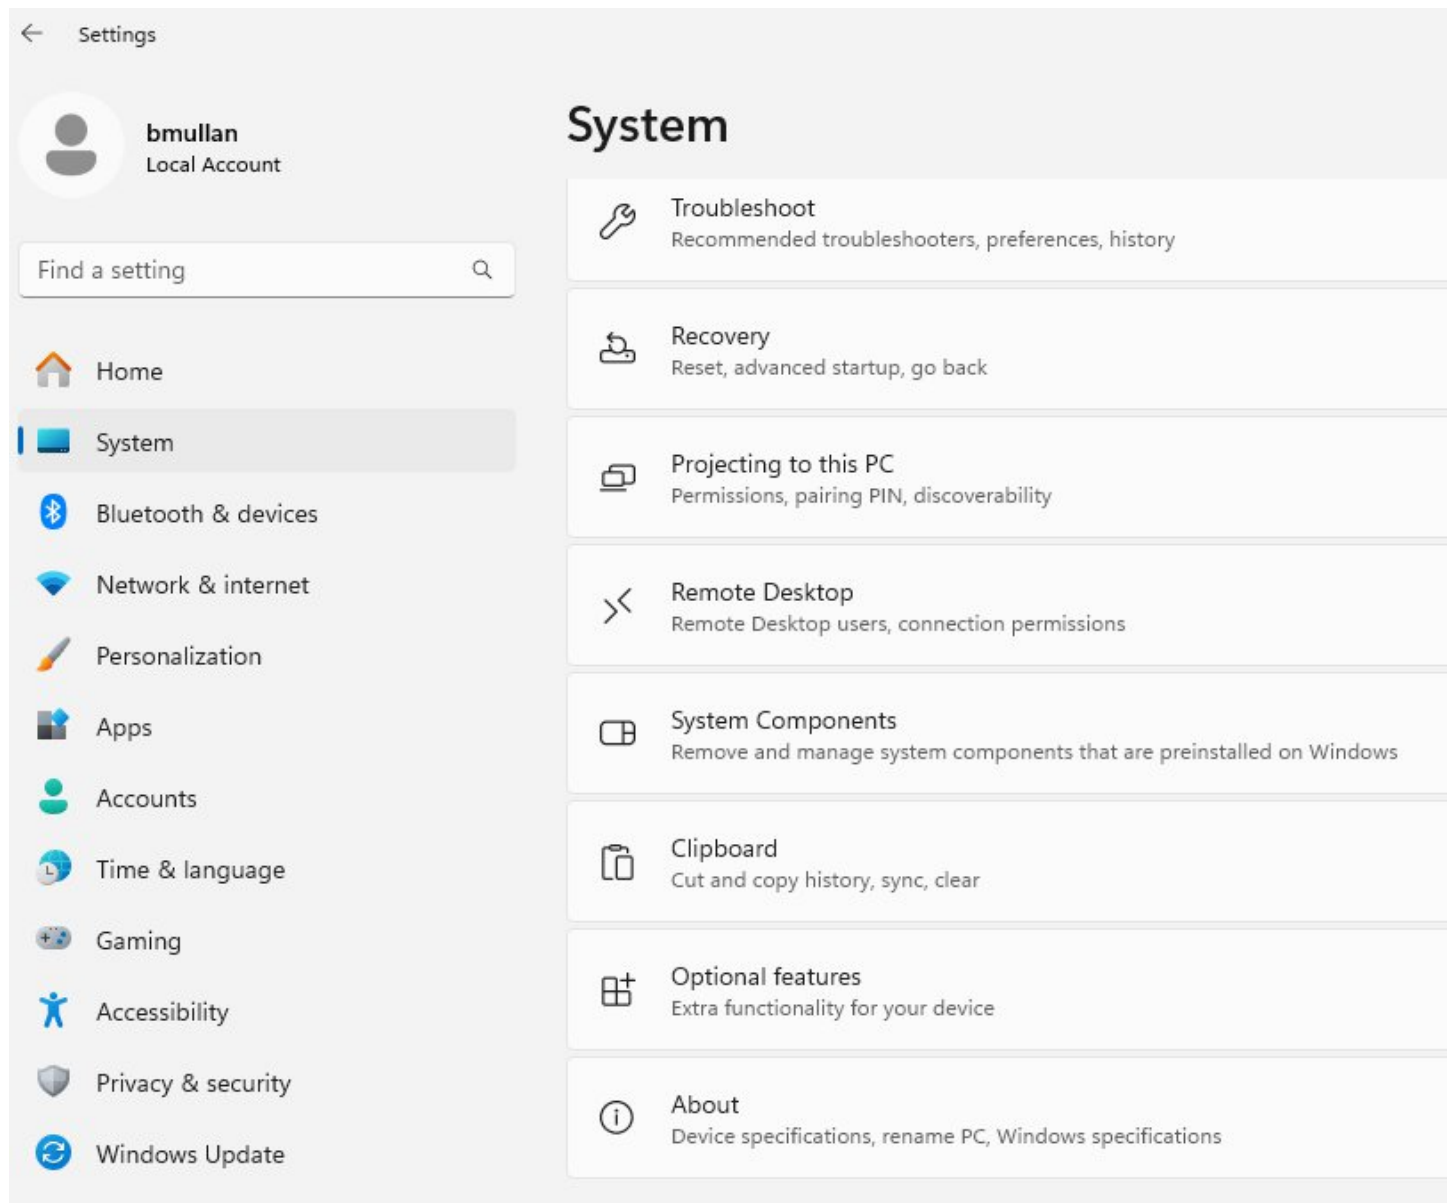 Settings
bmullan
Local Account
Find a setting
Home
System
Bluetooth & devices
Network & internet
Personalization
Apps
Accounts
Time & language
Gaming
Accessibility
Privacy & security
Windows Update
System
Troubleshoot
Recommended troubleshooters, preferences, history
Recovery
Reset, advanced startup, go back
Projecting to this PC
Permissions, pairing PIN, discoverability
Remote Desktop
Remote Desktop users, connection permissions
System Components
Remove and manage system components that are preinstalled on Windows
Clipboard
Cut and copy history, sync, clear
Optional features
Extra functionality for your device
About
Device specifications, rename PC, Windows specifications